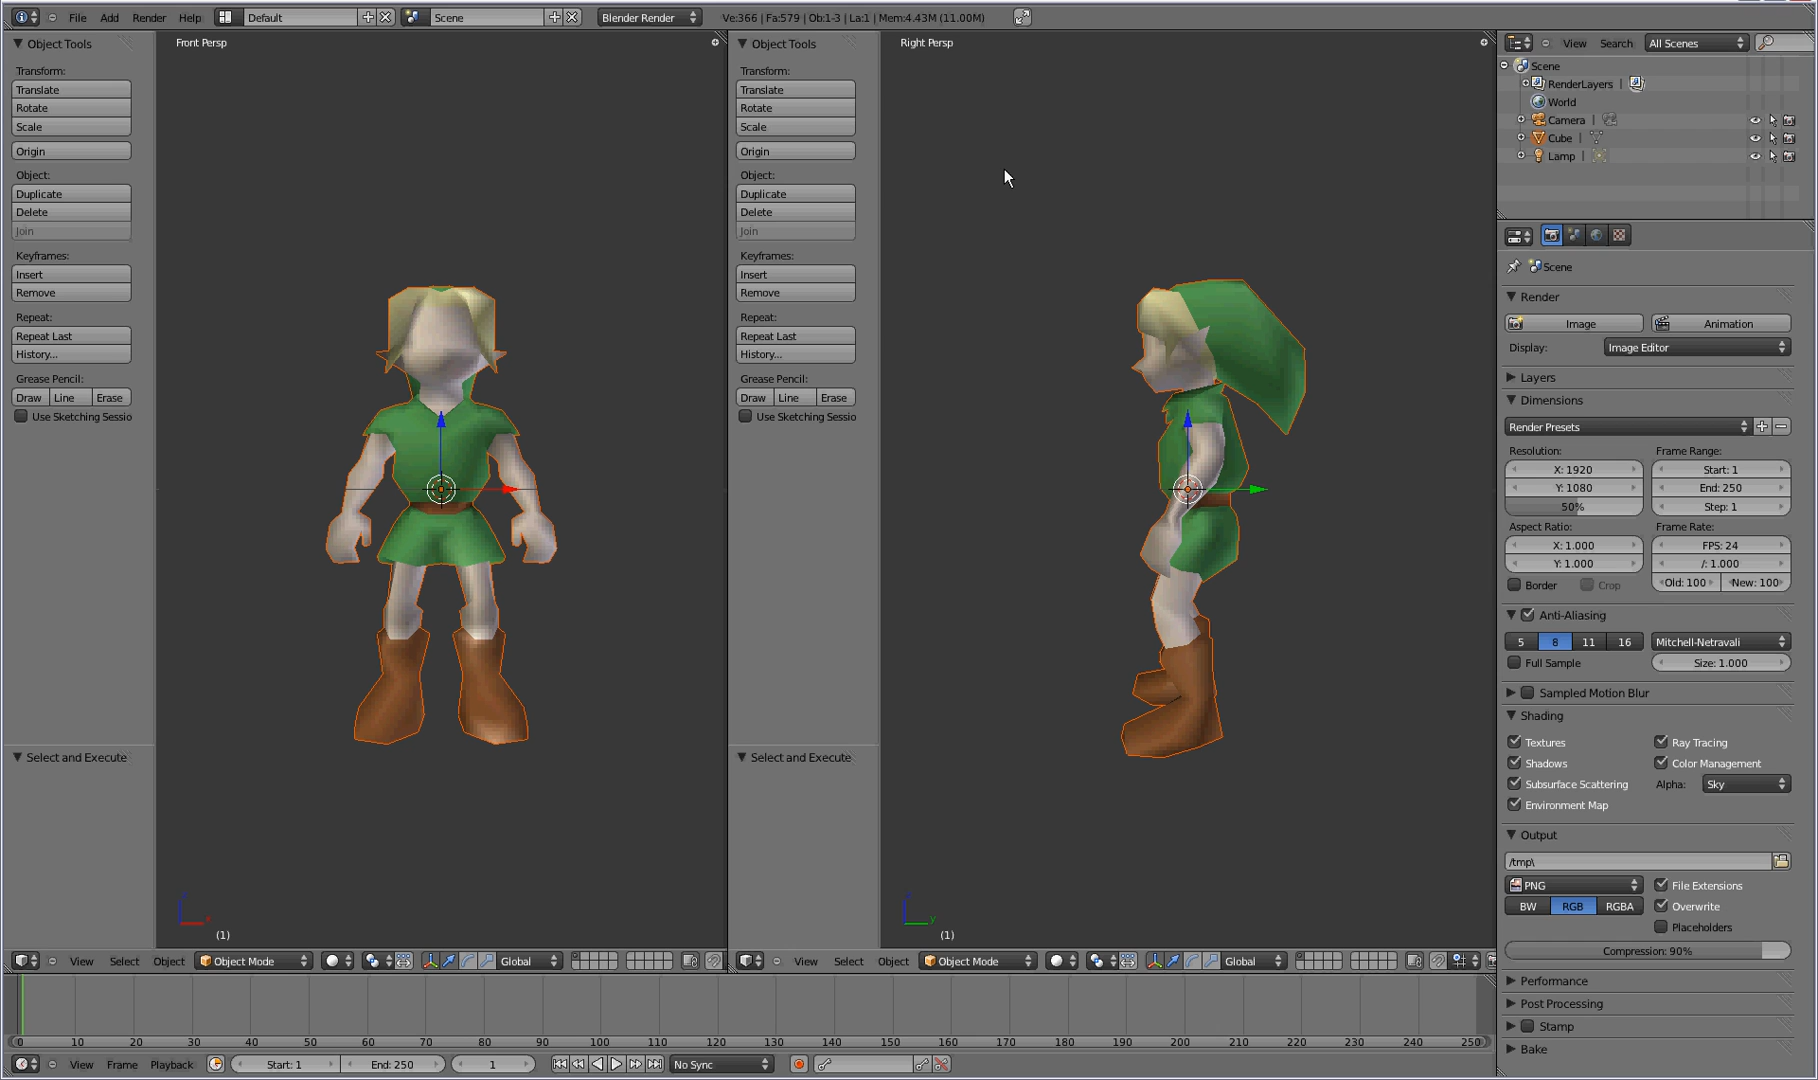 File Add Render Help Default Scene Blender Render Ve:366 | Fa:579 | Ob:1-3 | La:1 | Mem:4.43M (11.00M)
Object Tools
Transform:
Translate
Rotate
Scale
Origin
Object:
Duplicate
Delete
Join
Keyframes:
Insert
Remove
Repeat:
Repeat Last
History...
Grease Pencil:
Draw Line Erase
Use Sketching Sessio
Select and Execute
Front Persp
(1)
View Select Object Object Mode Global
Object Tools
Transform:
Translate
Rotate
Scale
Origin
Object:
Duplicate
Delete
Join
Keyframes:
Insert
Remove
Repeat:
Repeat Last
History...
Grease Pencil:
Draw Line Erase
Use Sketching Sessio
Select and Execute
Right Persp
y
(1)
View Select Object Object Mode Global
View Search All Scenes
Scene
RenderLayers |
World
Camera |
Cube |
Lamp |
Scene
Render
Image Animation
Display: Image Editor
Layers
Dimensions
Render Presets
Resolution: Frame Range:
X: 1920 Start: 1
Y: 1080 End: 250
50% Step: 1
Aspect Ratio: Frame Rate:
X: 1.000 FPS: 24
Y: 1.000 /: 1.000
Border Crop Old: 100 New: 100
Anti-Aliasing
5 8 11 16 Mitchell-Netravali
Full Sample Size: 1.000
Sampled Motion Blur
Shading
Textures Ray Tracing
Shadows Color Management
Subsurface Scattering Alpha: Sky
Environment Map
Output
/tmp\
PNG File Extensions
BW RGB RGBA Overwrite
Placeholders
Compression: 90%
Performance
Post Processing
Stamp
Bake
0 10 20 30 40 50 60 70 80 90 100 110 120 130 140 150 160 170 180 190 200 210 220 230 240 250
View Frame Playback Start: 1 End: 250 1 No Sync